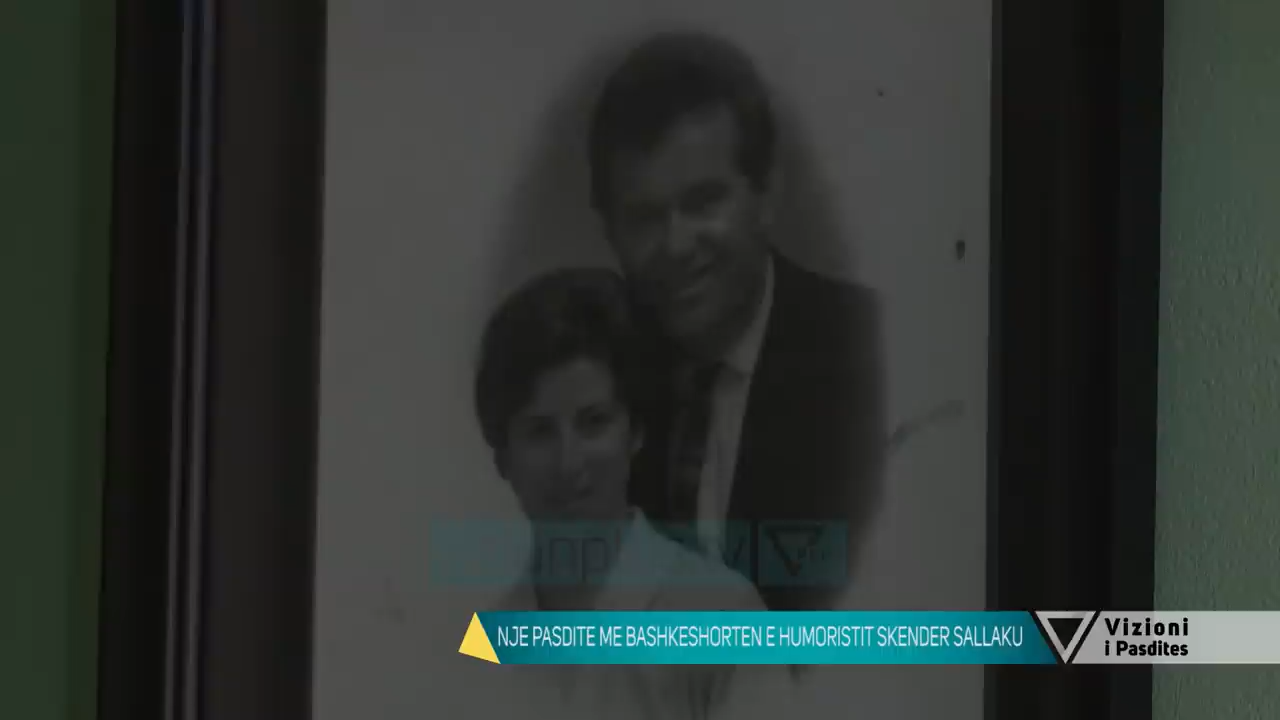 NJE PASDITE ME BASHKESHORTEN E HUMORISTIT SKENDER SALLAKU
Vizioni
i Pasdites